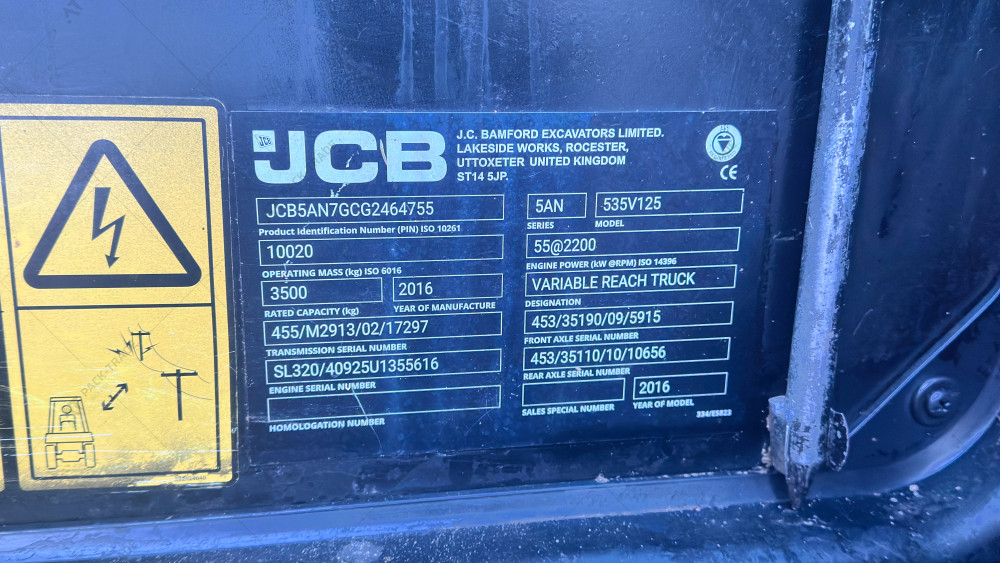 JCB
JCB
J.C. BAMFORD EXCAVATORS LIMITED.
LAKESIDE WORKS, ROCESTER,
UTTOXETER UNITED KINGDOM
ST14 5JP.
CE
JCB5AN7GCG2464755
Product Identification Number (PIN) ISO 10261
10020
OPERATING MASS (kg) ISO 6016
3500
RATED CAPACITY (kg)
2016
YEAR OF MANUFACTURE
455/M2913/02/17297
TRANSMISSION SERIAL NUMBER
SL320/40925U1355616
ENGINE SERIAL NUMBER
HOMOLOGATION NUMBER
5AN
SERIES
535V125
MODEL
55@2200
ENGINE POWER (kW @RPM) ISO 14396
VARIABLE REACH TRUCK
DESIGNATION
453/35190/09/5915
FRONT AXLE SERIAL NUMBER
453/35110/10/10656
REAR AXLE SERIAL NUMBER
SALES SPECIAL NUMBER
2016
YEAR OF MODEL
334/E5823